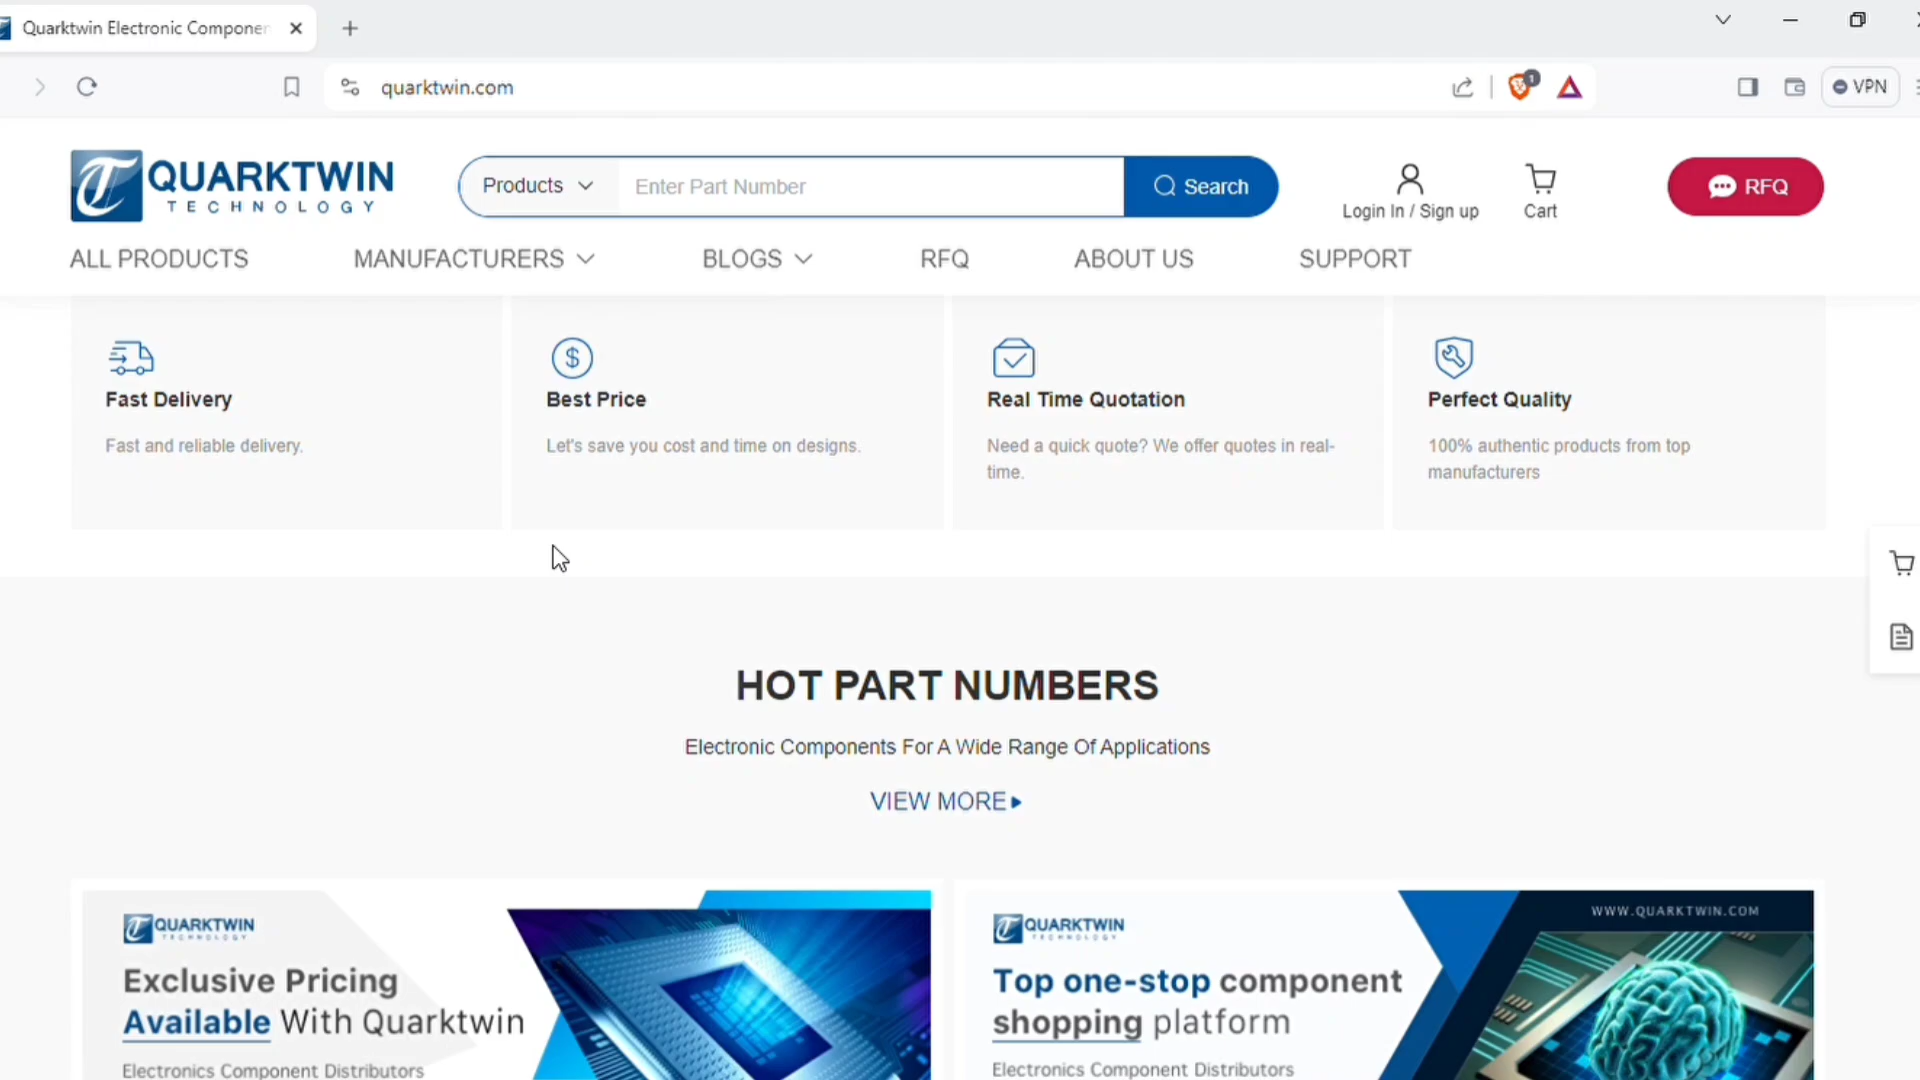 Quarktwin Electronic Componen
quarktwin.com
1
VPN
QUARKTWIN
TECHNOLOGY
Products
Enter Part Number
Search
Login In / Sign up
Cart
RFQ
ALL PRODUCTS
MANUFACTURERS
BLOGS
RFQ
ABOUT US
SUPPORT
Fast Delivery
Fast and reliable delivery.
Best Price
Let's save you cost and time on designs.
Real Time Quotation
Need a quick quote? We offer quotes in real-
time.
Perfect Quality
100% authentic products from top
manufacturers
HOT PART NUMBERS
Electronic Components For A Wide Range Of Applications
VIEW MORE
QUARKTWIN
TECHNOLOGY
Exclusive Pricing
Available With Quarktwin
Electronics Component Distributors
QUARKTWIN
TECHNOLOGY
WWW.QUARKTWIN.COM
Top one-stop component
shopping platform
Electronics Component Distributors